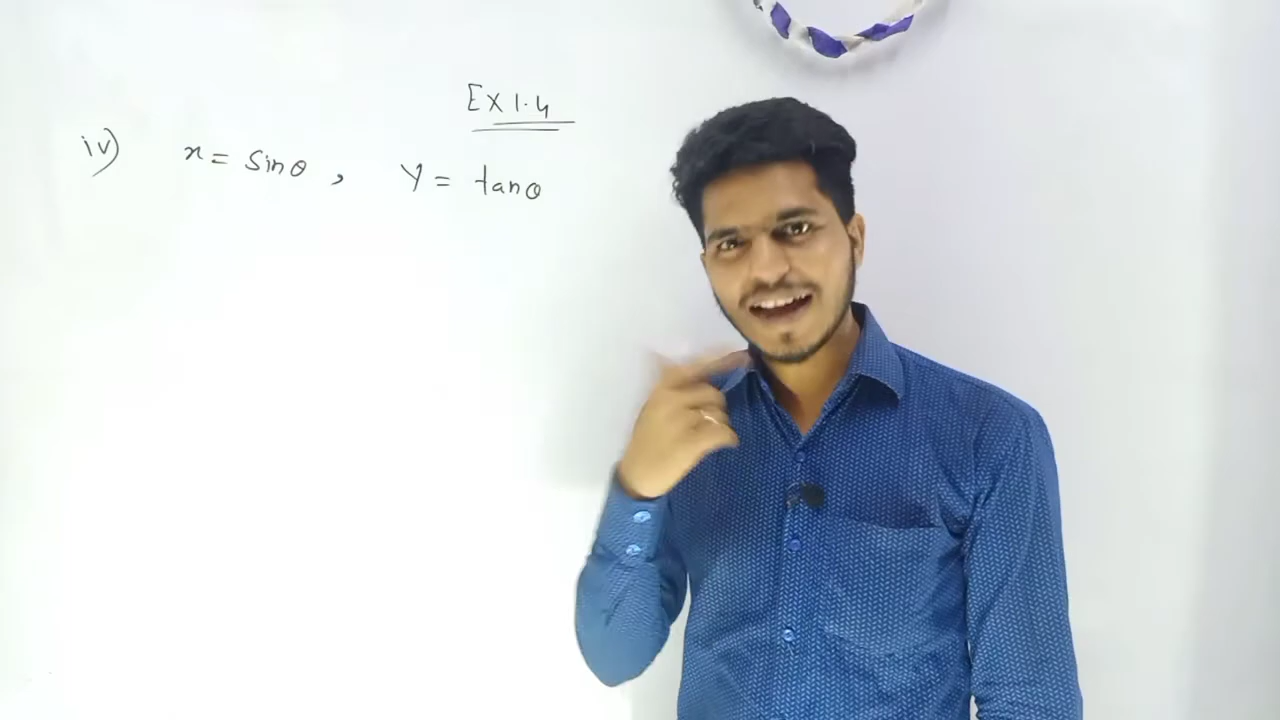 Ex 1.4
iv) x = sinθ , y = tanθ